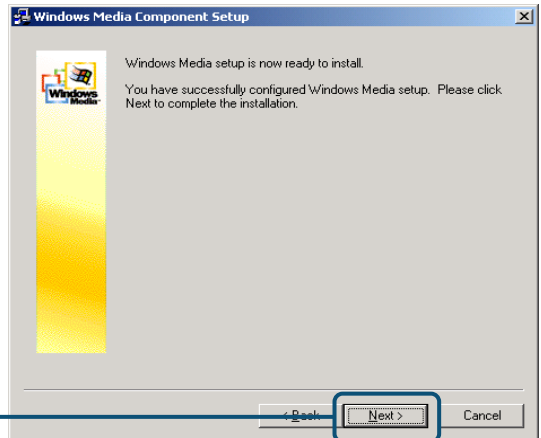 Windows Media Component Setup
Windows Media
Windows Media setup is now ready to install.
You have successfully configured Windows Media setup. Please click
Next to complete the installation.
< Back Next > Cancel